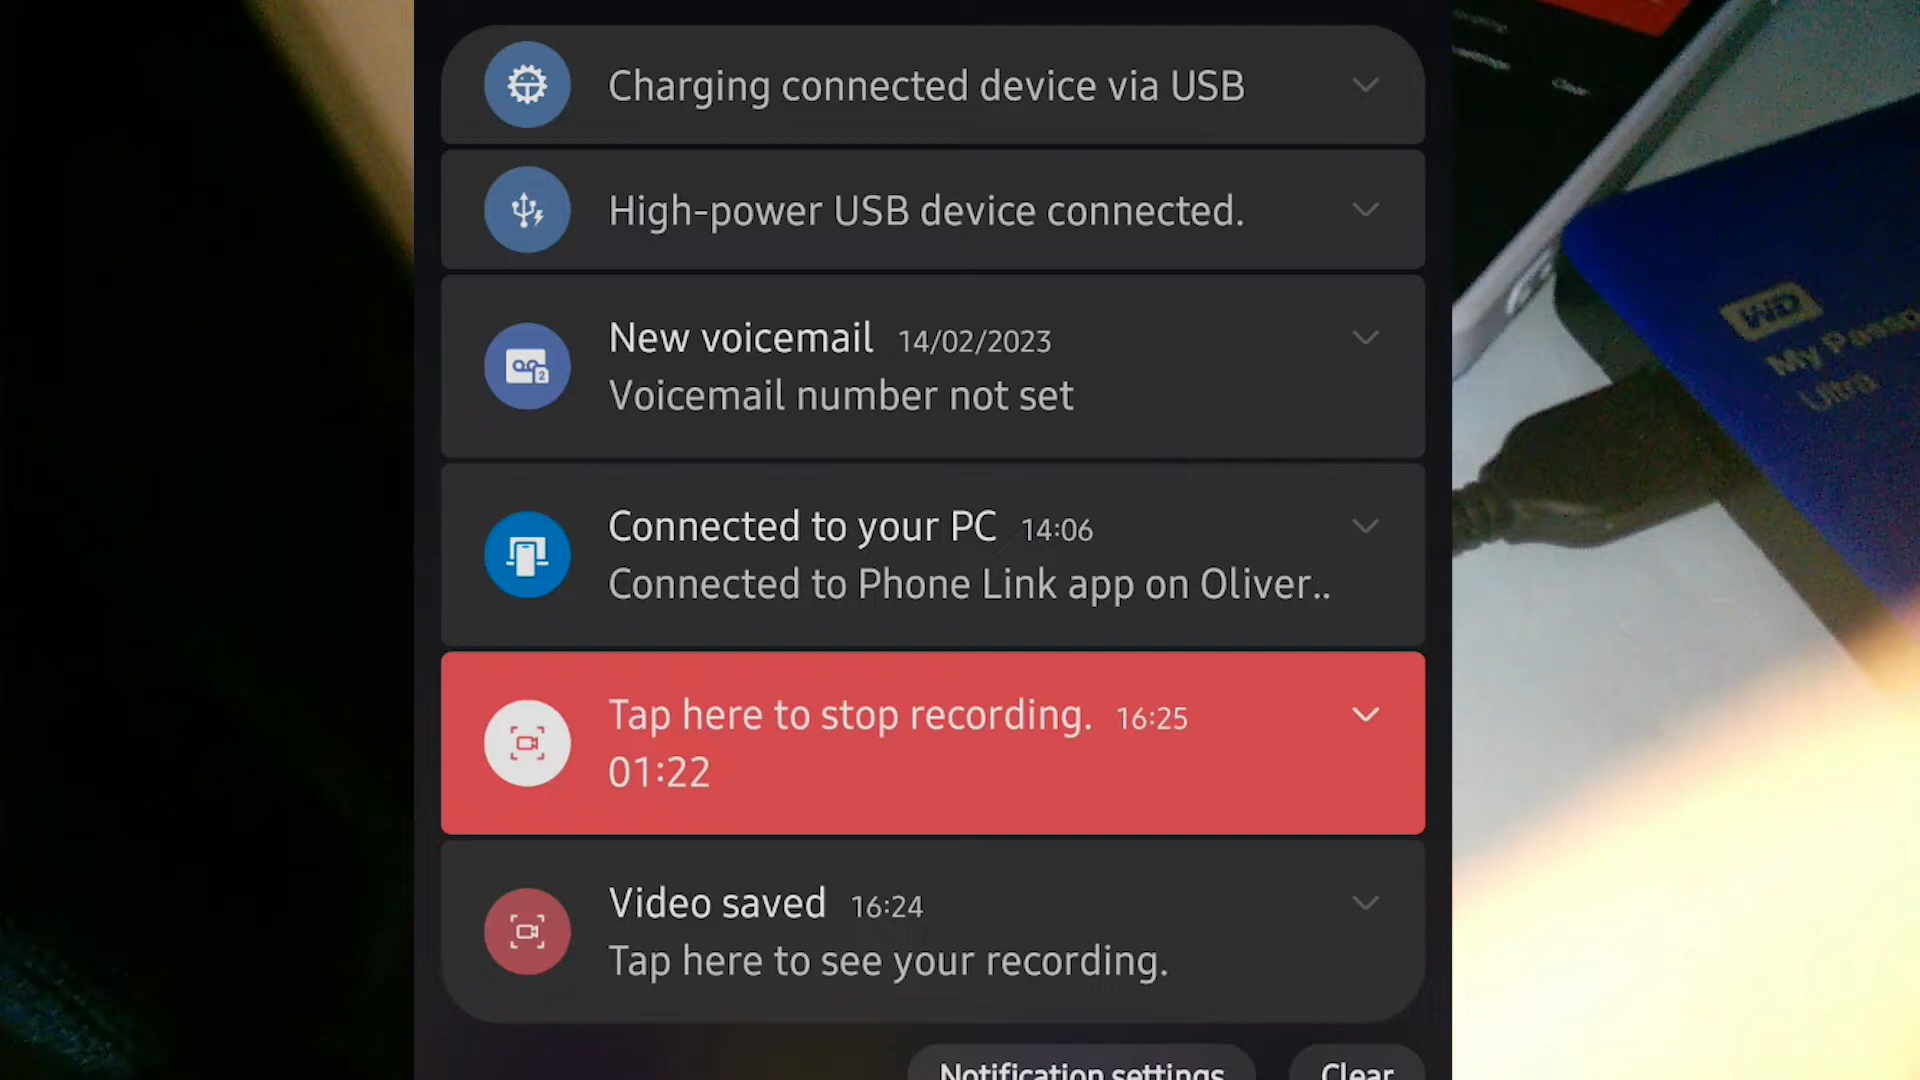 Charging connected device via USB
High-power USB device connected.
New voicemail 14/02/2023
Voicemail number not set
2
Connected to your PC 14:06
Connected to Phone Link app on Oliver..
Tap here to stop recording. 16:25
01:22
Video saved 16:24
Tap here to see your recording.
Notification settings
Clear
Clear
WD
My
Ultra